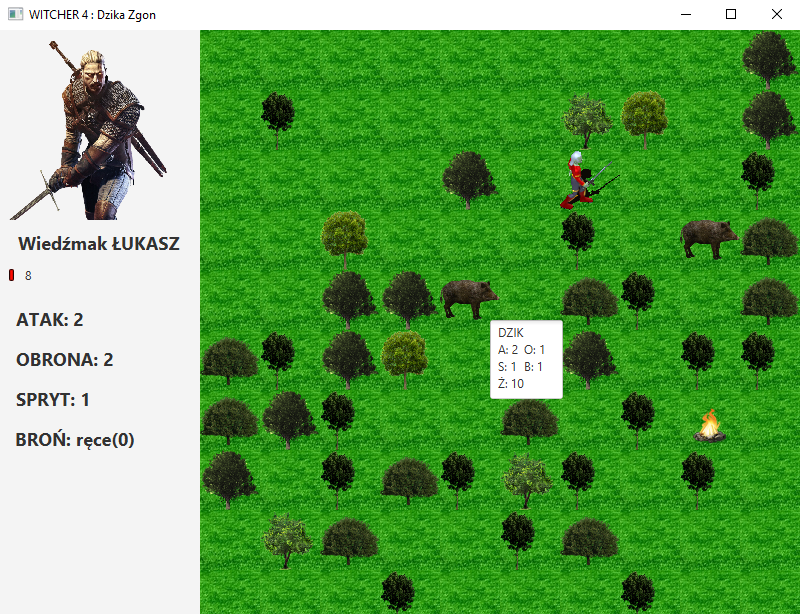 WITCHER 4 : Dzika Zgon
Wiedźmak ŁUKASZ
8
ATAK: 2
OBRONA: 2
SPRYT: 1
BROŃ: ręce(0)
DZIK
A: 2 O: 1
S: 1 B: 1
Ż: 10